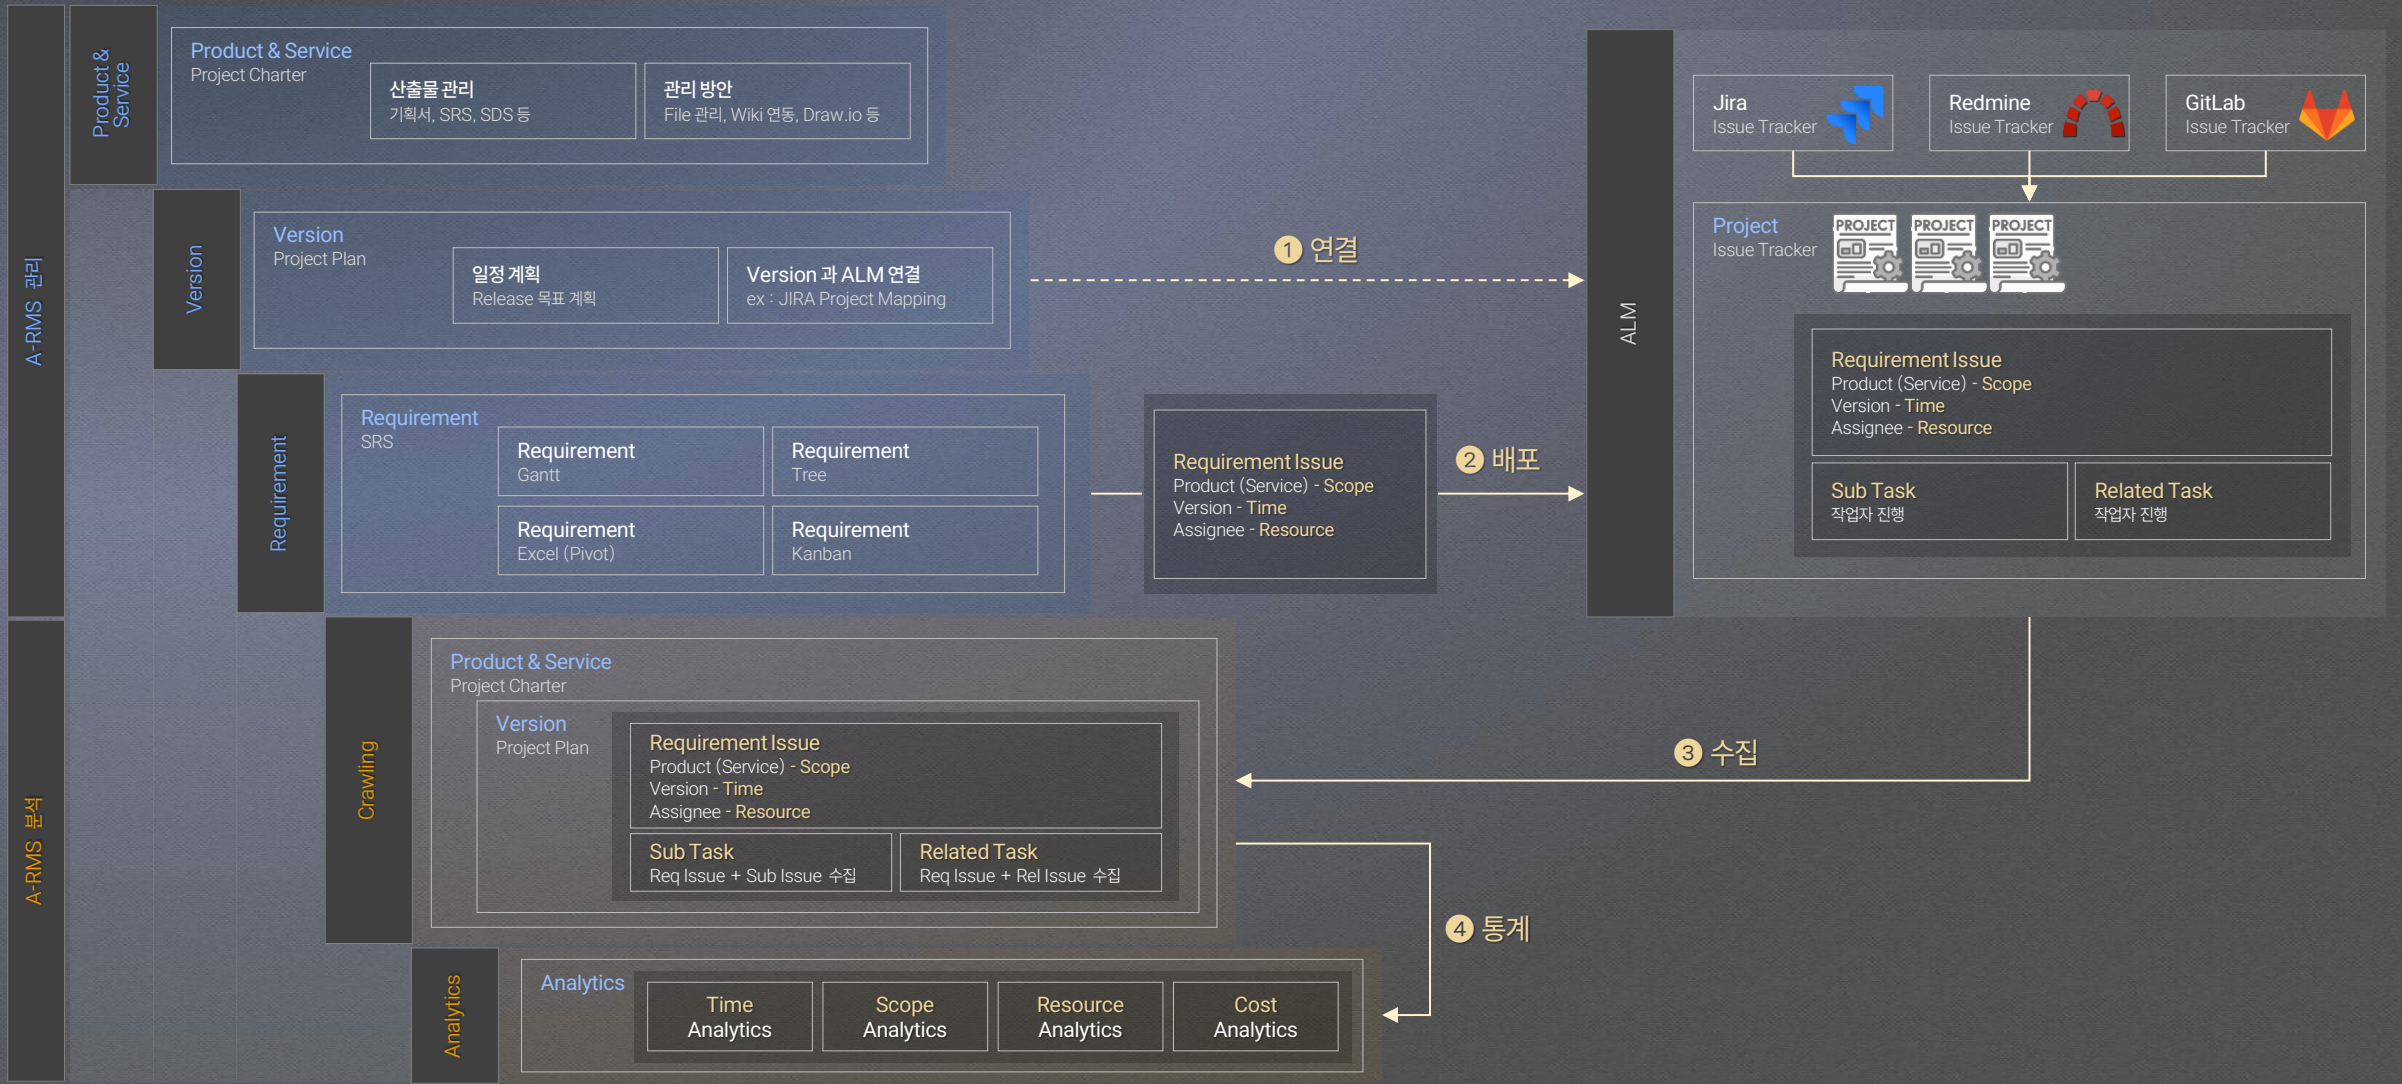 A-RMS 관리
Product &
Service
Product & Service
Project Charter
산출물 관리
기획서, SRS, SDS 등
관리 방안
File 관리, Wiki 연동, Draw.io 등
Version
Version
Project Plan
일정 계획
Release 목표 계획
Version 과 ALM 연결
ex : JIRA Project Mapping
1 연결
Requirement
Requirement
SRS
Requirement
Gantt
Requirement
Tree
Requirement
Excel (Pivot)
Requirement
Kanban
Requirement Issue
Product (Service) - Scope
Version - Time
Assignee - Resource
2 배포
ALM
Jira
Issue Tracker
Redmine
Issue Tracker
GitLab
Issue Tracker
Project
Issue Tracker
PROJECT
PROJECT
PROJECT
Requirement Issue
Product (Service) - Scope
Version - Time
Assignee - Resource
Sub Task
작업자 진행
Related Task
작업자 진행
3 수집
A-RMS 분석
Crawling
Product & Service
Project Charter
Version
Project Plan
Requirement Issue
Product (Service) - Scope
Version - Time
Assignee - Resource
Sub Task
Req Issue + Sub Issue 수집
Related Task
Req Issue + Rel Issue 수집
4 통계
Analytics
Analytics
Time
Analytics
Scope
Analytics
Resource
Analytics
Cost
Analytics